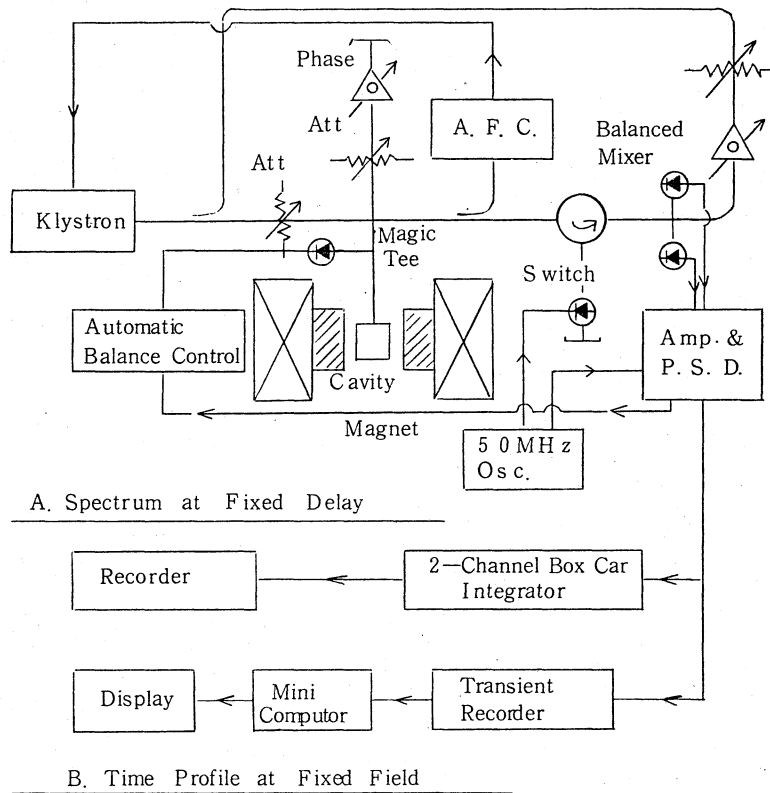 Phase
Att
A. F. C.
Balanced
Mixer
Att
Klystron
Magic
Tee
Switch
Automatic
Balance Control
Cavity
Amp. &
P. S. D.
Magnet
50MHz
Osc.
A. Spectrum at Fixed Delay
Recorder
2-Channel Box Car
Integrator
Display
Mini
Computor
Transient
Recorder
B. Time Profile at Fixed Field